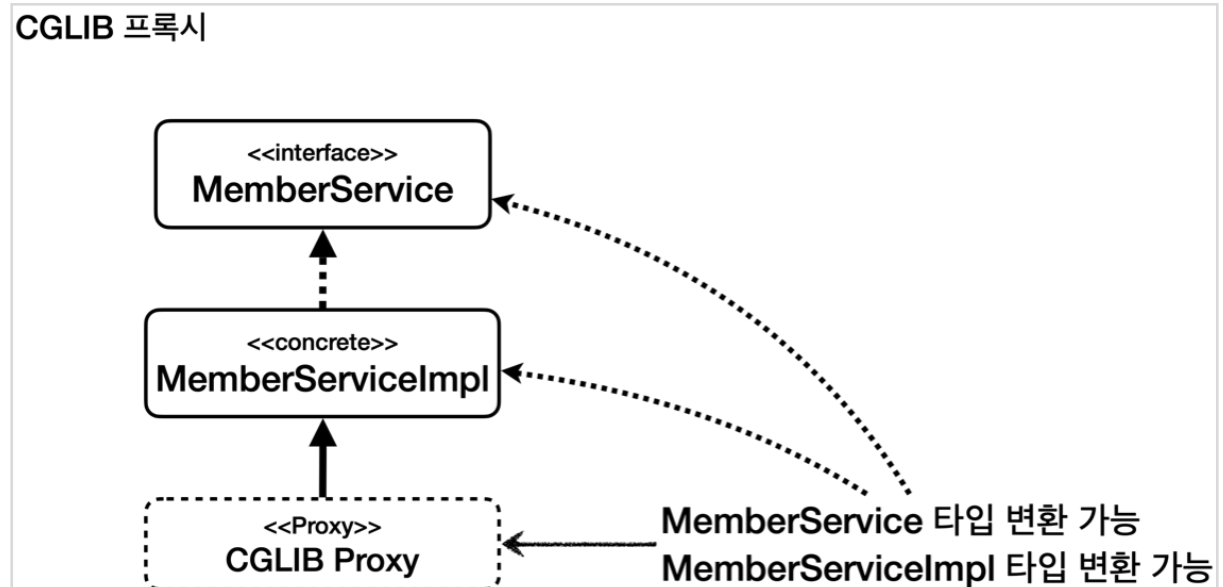 CGLIB 프록시
<<interface>>
MemberService
<<concrete>>
MemberServiceImpl
<<Proxy>>
CGLIB Proxy
MemberService 타입 변환 가능
MemberServiceImpl 타입 변환 가능